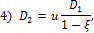 4) D₂ = u D₁/(1 − ξ),